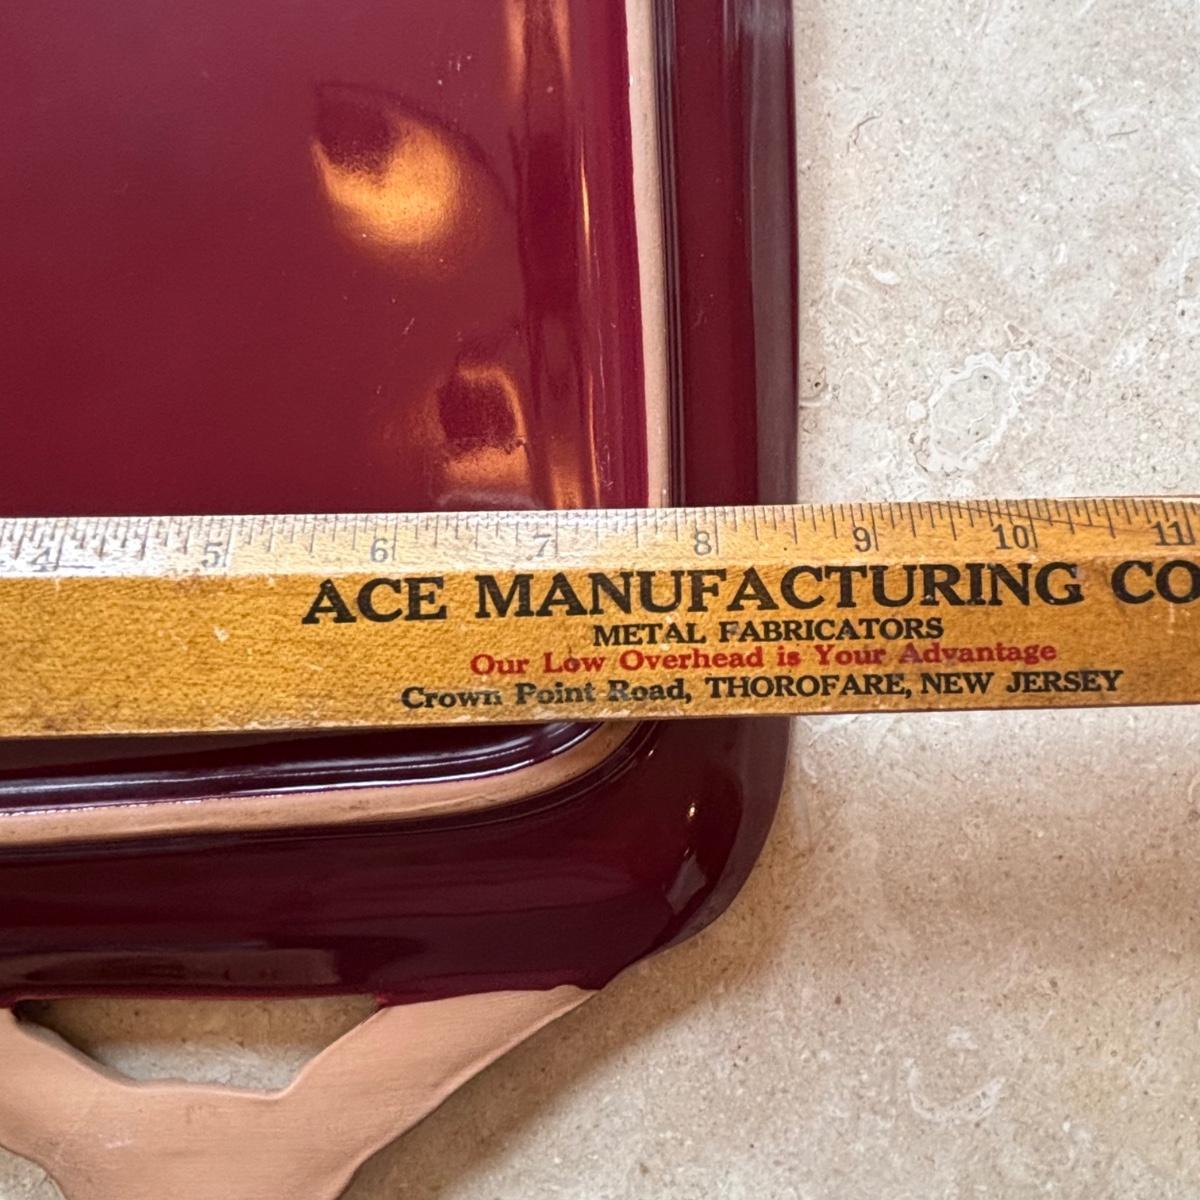 4 5 6 7 8 9 10 11
ACE MANUFACTURING CO
METAL FABRICATORS
Our Low Overhead is Your Advantage
Crown Point Road, THOROFARE, NEW JERSEY